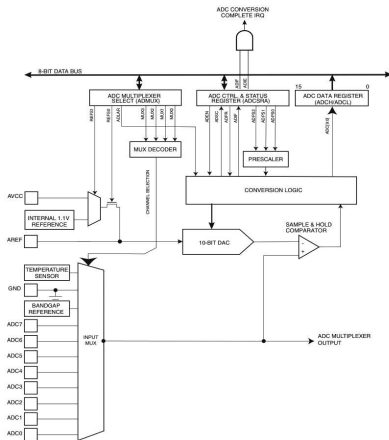 ADC CONVERSION
COMPLETE IRQ
8-BIT DATA BUS
ADIF
ADIE
15
0
ADC MULTIPLEXER
SELECT (ADMUX)
ADC CTRL. & STATUS
REGISTER (ADCSRA)
ADC DATA REGISTER
(ADCH/ADCL)
REFS1
REFS0
ADLAR
MUX3
MUX2
MUX1
MUX0
ADEN
ADSC
ADFR
ADIF
ADPS2
ADPS1
ADPS0
ADC[9:0]
MUX DECODER
PRESCALER
CHANNEL SELECTION
CONVERSION LOGIC
AVCC
INTERNAL 1.1V
REFERENCE
AREF
SAMPLE & HOLD
COMPARATOR
10-BIT DAC
-
+
TEMPERATURE
SENSOR
GND
BANDGAP
REFERENCE
ADC7
ADC6
ADC5
ADC4
ADC3
ADC2
ADC1
ADC0
INPUT
MUX
ADC MULTIPLEXER
OUTPUT